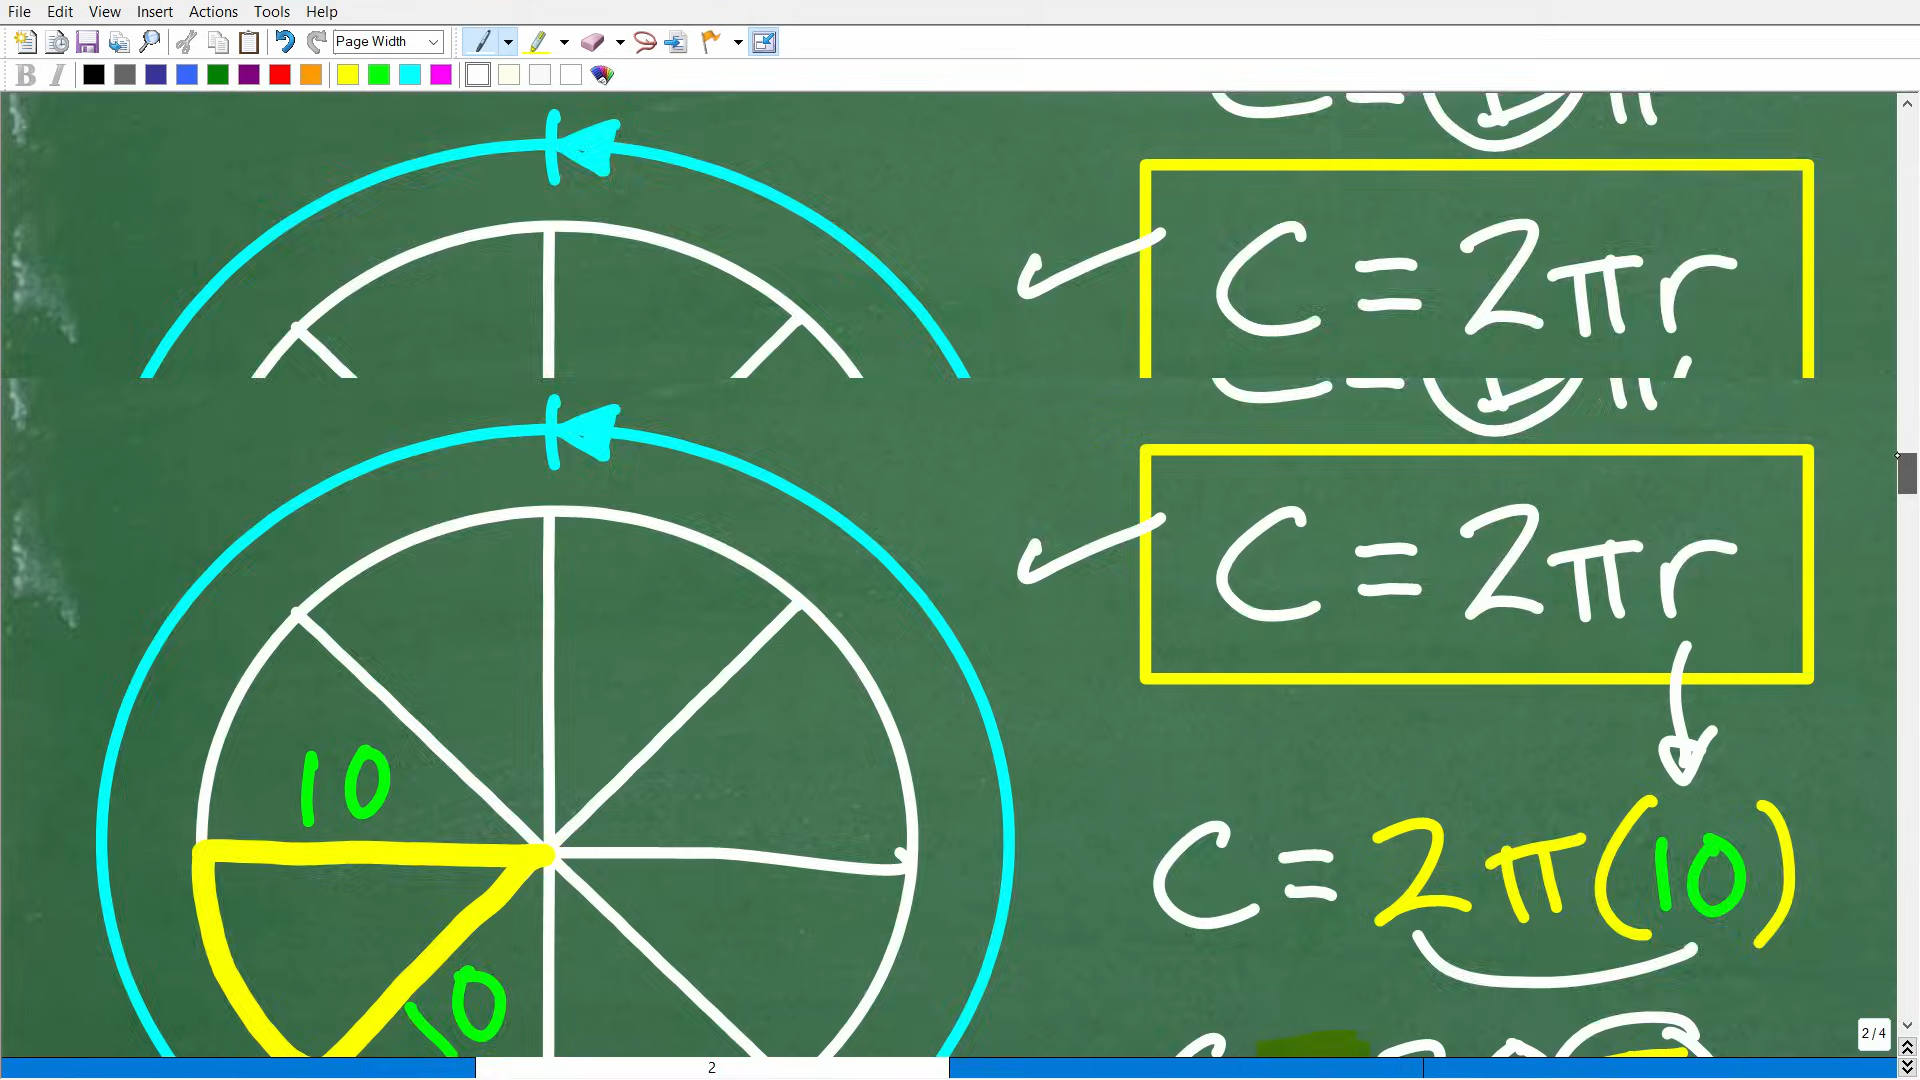 File Edit View Insert Actions Tools Help
Page Width
B I
C = 2πr
C = 2πr
10
C = 2π(10)
10
2 / 4
2